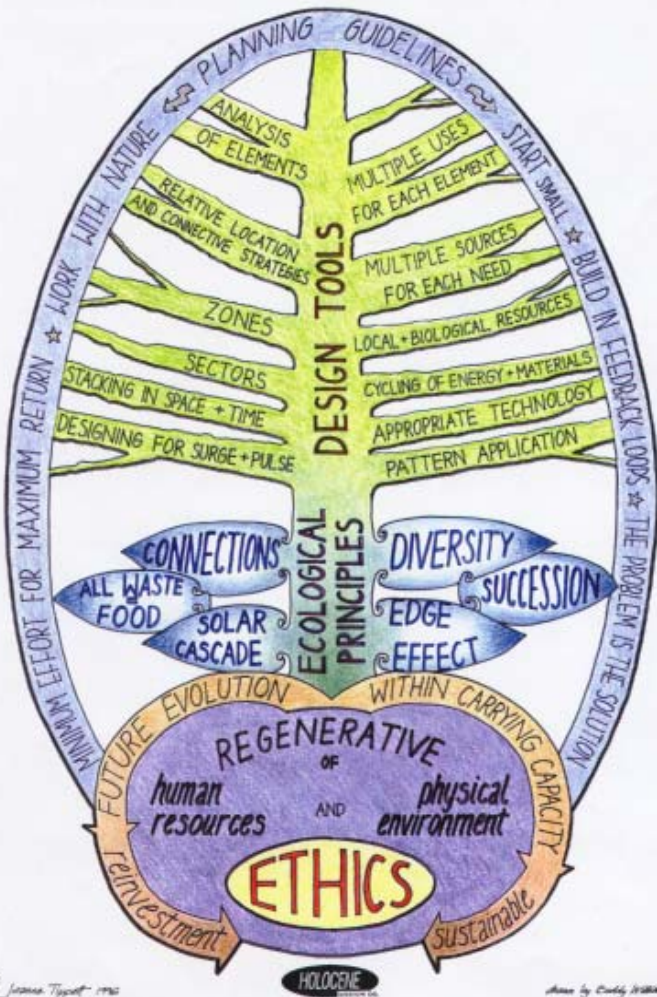 MINIMUM EFFORT FOR MAXIMUM RETURN ☆ WORK WITH NATURE
PLANNING GUIDELINES
START SMALL ☆ BUILD IN FEEDBACK LOOPS ☆ THE PROBLEM IS THE SOLUTION
DESIGN TOOLS
ANALYSIS
OF ELEMENTS
RELATIVE LOCATION
AND CONNECTIVE STRATEGIES
ZONES
SECTORS
STACKING IN SPACE + TIME
DESIGNING FOR SURGE + PULSE
MULTIPLE USES
FOR EACH ELEMENT
MULTIPLE SOURCES
FOR EACH NEED
LOCAL + BIOLOGICAL RESOURCES
CYCLING OF ENERGY + MATERIALS
APPROPRIATE TECHNOLOGY
PATTERN APPLICATION
ECOLOGICAL
PRINCIPLES
CONNECTIONS
ALL WASTE
FOOD
SOLAR
CASCADE
DIVERSITY
SUCCESSION
EDGE
EFFECT
FUTURE EVOLUTION
WITHIN CARRYING CAPACITY
REGENERATIVE
OF
human
resources
AND
physical
environment
ETHICS
reinvestment
sustainable
HOLOCENE
1996
drawn by Buddy